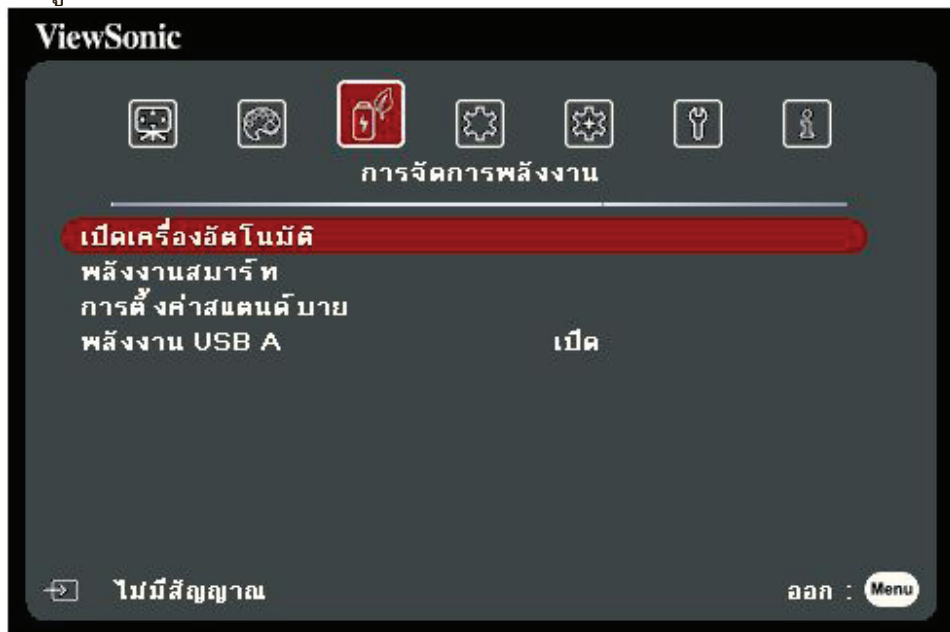 ViewSonic
การจัดการพลังงาน
เปิดเครื่องอัตโนมัติ
พลังงานสมาร์ท
การตั้งค่าสแตนด์บาย
พลังงาน USB A เปิด
ไม่มีสัญญาณ ออก : Menu